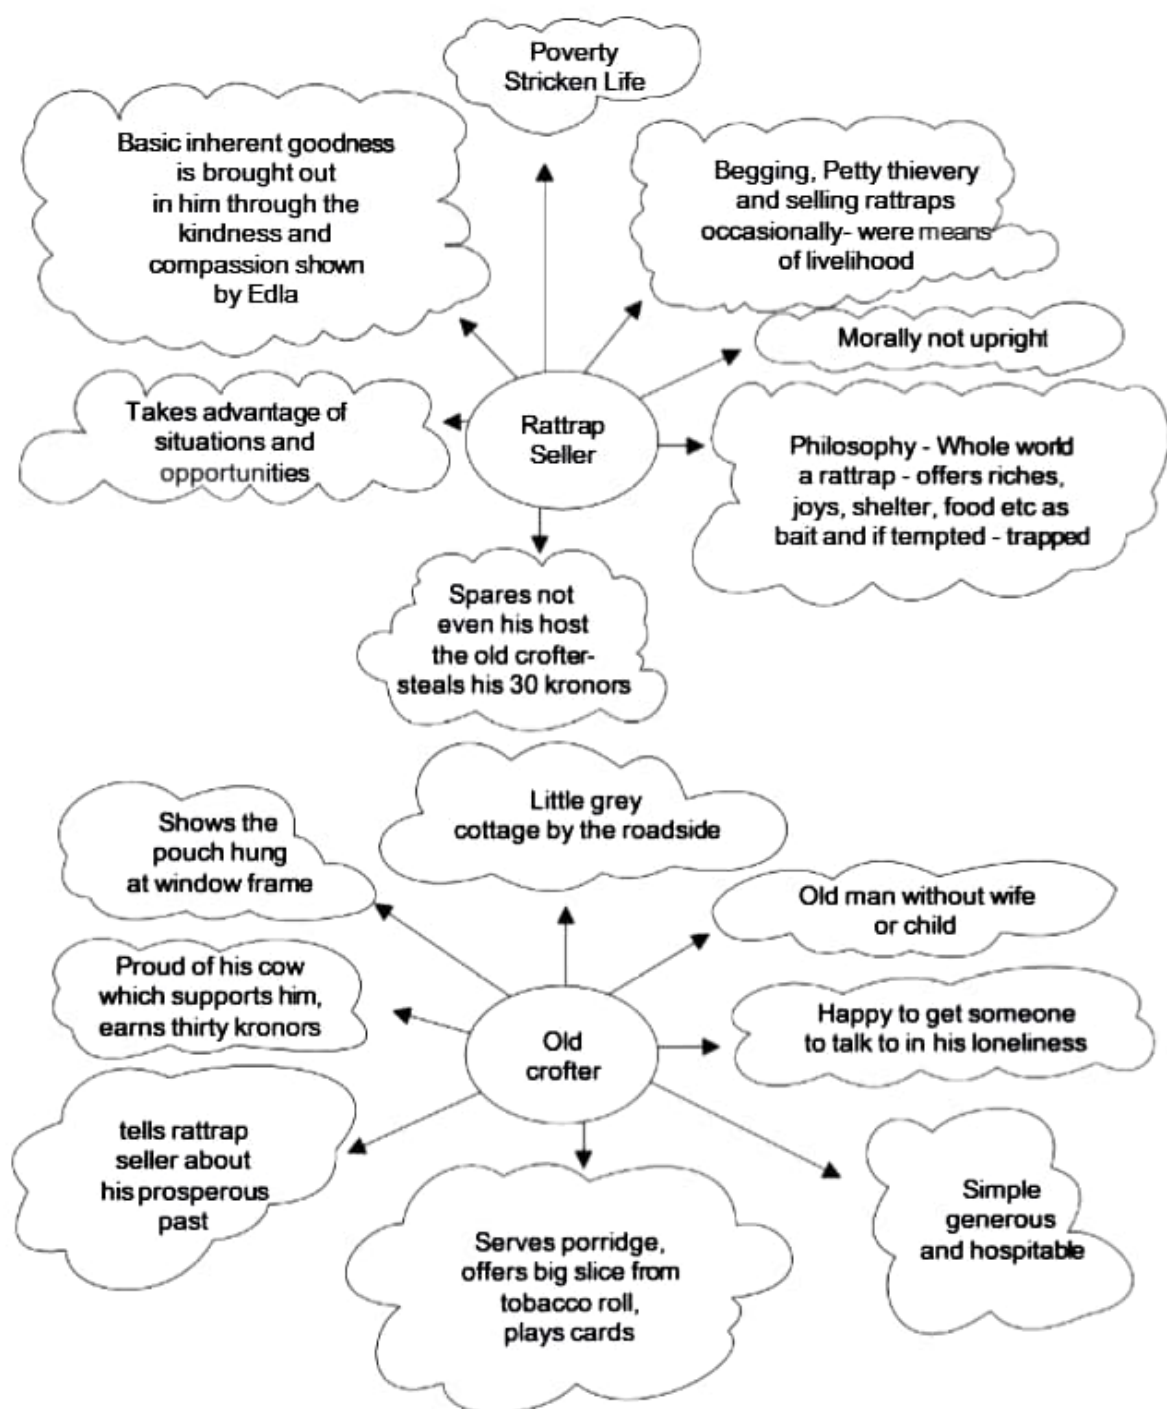 Poverty
Stricken Life
Basic inherent goodness
is brought out
in him through the
kindness and
compassion shown
by Edla
Begging, Petty thievery
and selling rattraps
occasionally- were means
of livelihood
Morally not upright
Takes advantage of
situations and
opportunities
Rattrap
Seller
Philosophy - Whole world
a rattrap - offers riches,
joys, shelter, food etc as
bait and if tempted - trapped
Spares not
even his host
the old crofter-
steals his 30 kronors
Little grey
cottage by the roadside
Shows the
pouch hung
at window frame
Old man without wife
or child
Proud of his cow
which supports him,
earns thirty kronors
Happy to get someone
to talk to in his loneliness
Old
crofter
tells rattrap
seller about
his prosperous
past
Simple
generous
and hospitable
Serves porridge,
offers big slice from
tobacco roll,
plays cards